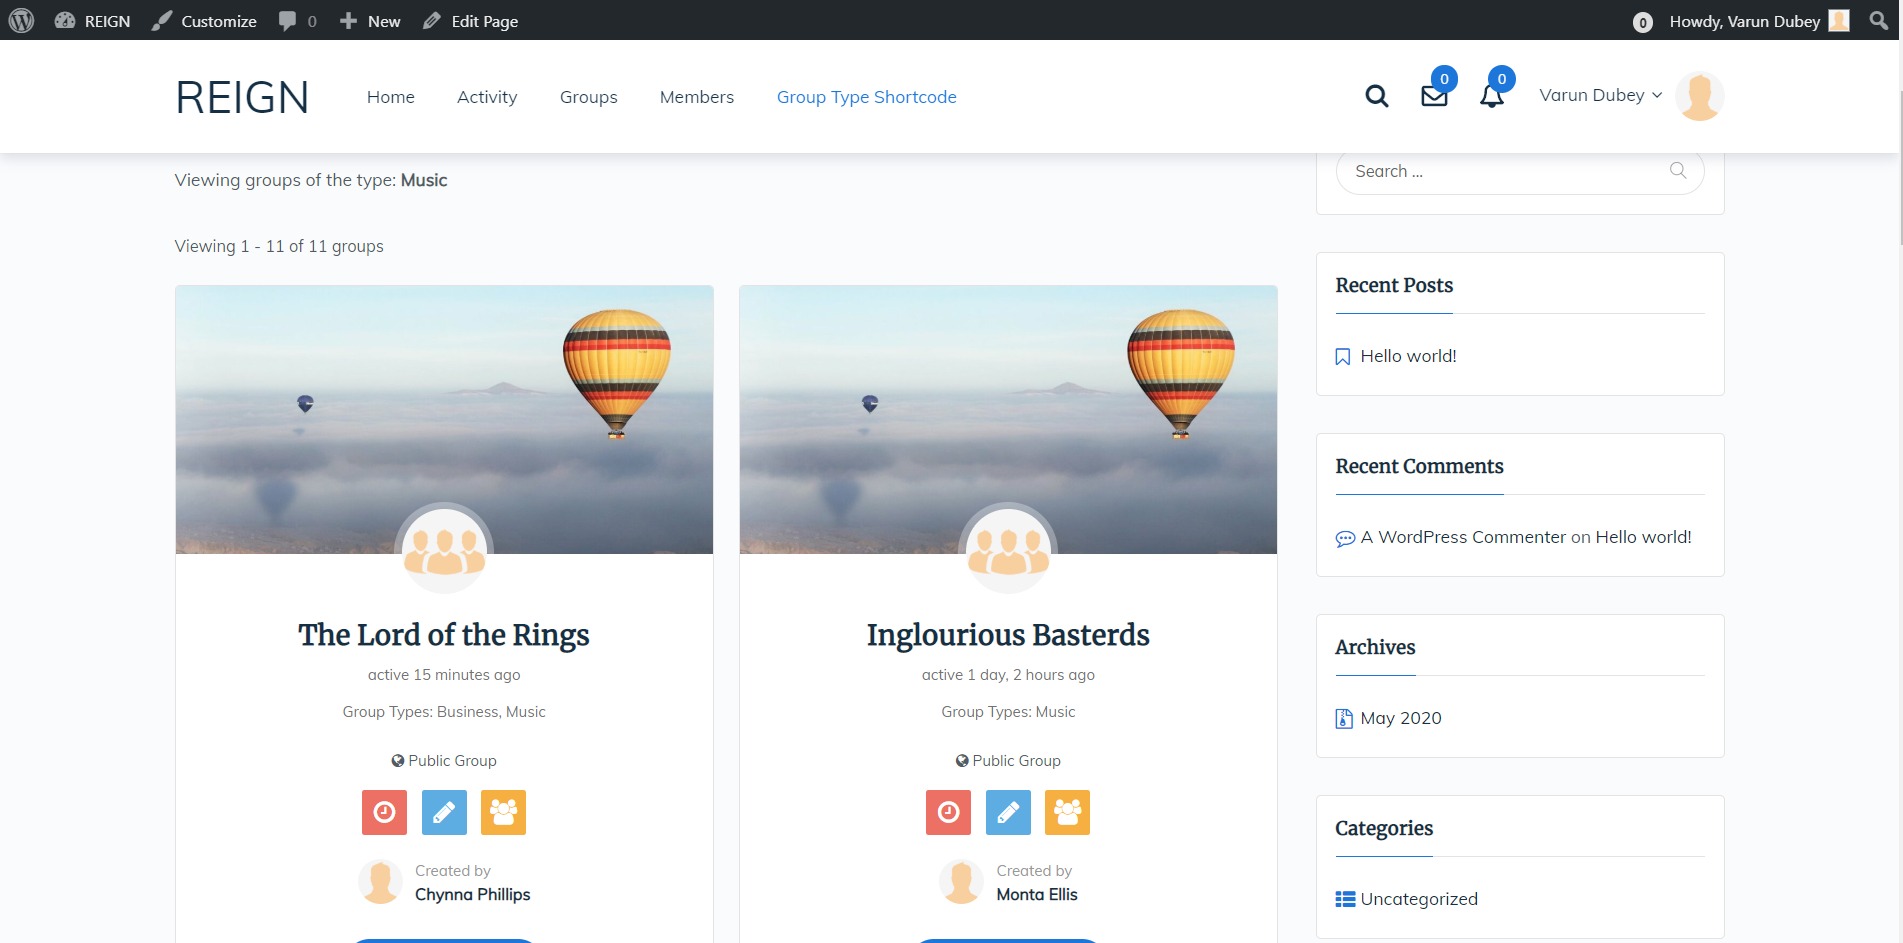 REIGN Customize 0 New Edit Page 0 Howdy, Varun Dubey
REIGN Home Activity Groups Members Group Type Shortcode 0 0 Varun Dubey
Viewing groups of the type: Music
Viewing 1 - 11 of 11 groups
The Lord of the Rings
active 15 minutes ago
Group Types: Business, Music
Public Group
Created by
Chynna Phillips
Inglourious Basterds
active 1 day, 2 hours ago
Group Types: Music
Public Group
Created by
Monta Ellis
Search ...
Recent Posts
Hello world!
Recent Comments
A WordPress Commenter on Hello world!
Archives
May 2020
Categories
Uncategorized